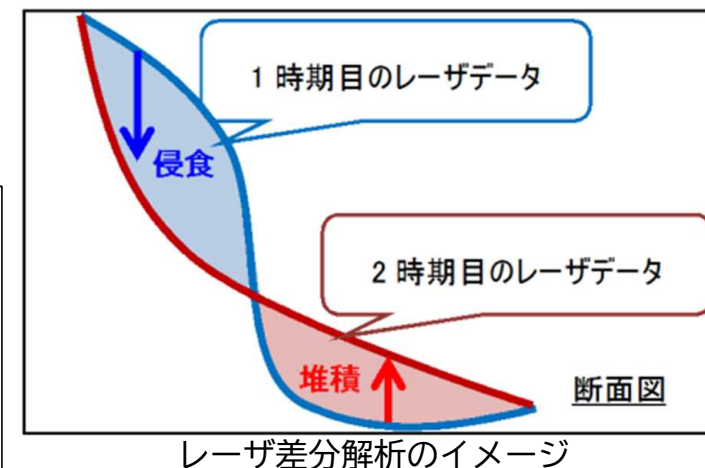 1 時期目のレーザデータ
侵食
2 時期目のレーザデータ
堆積
断面図
レーザ差分解析のイメージ